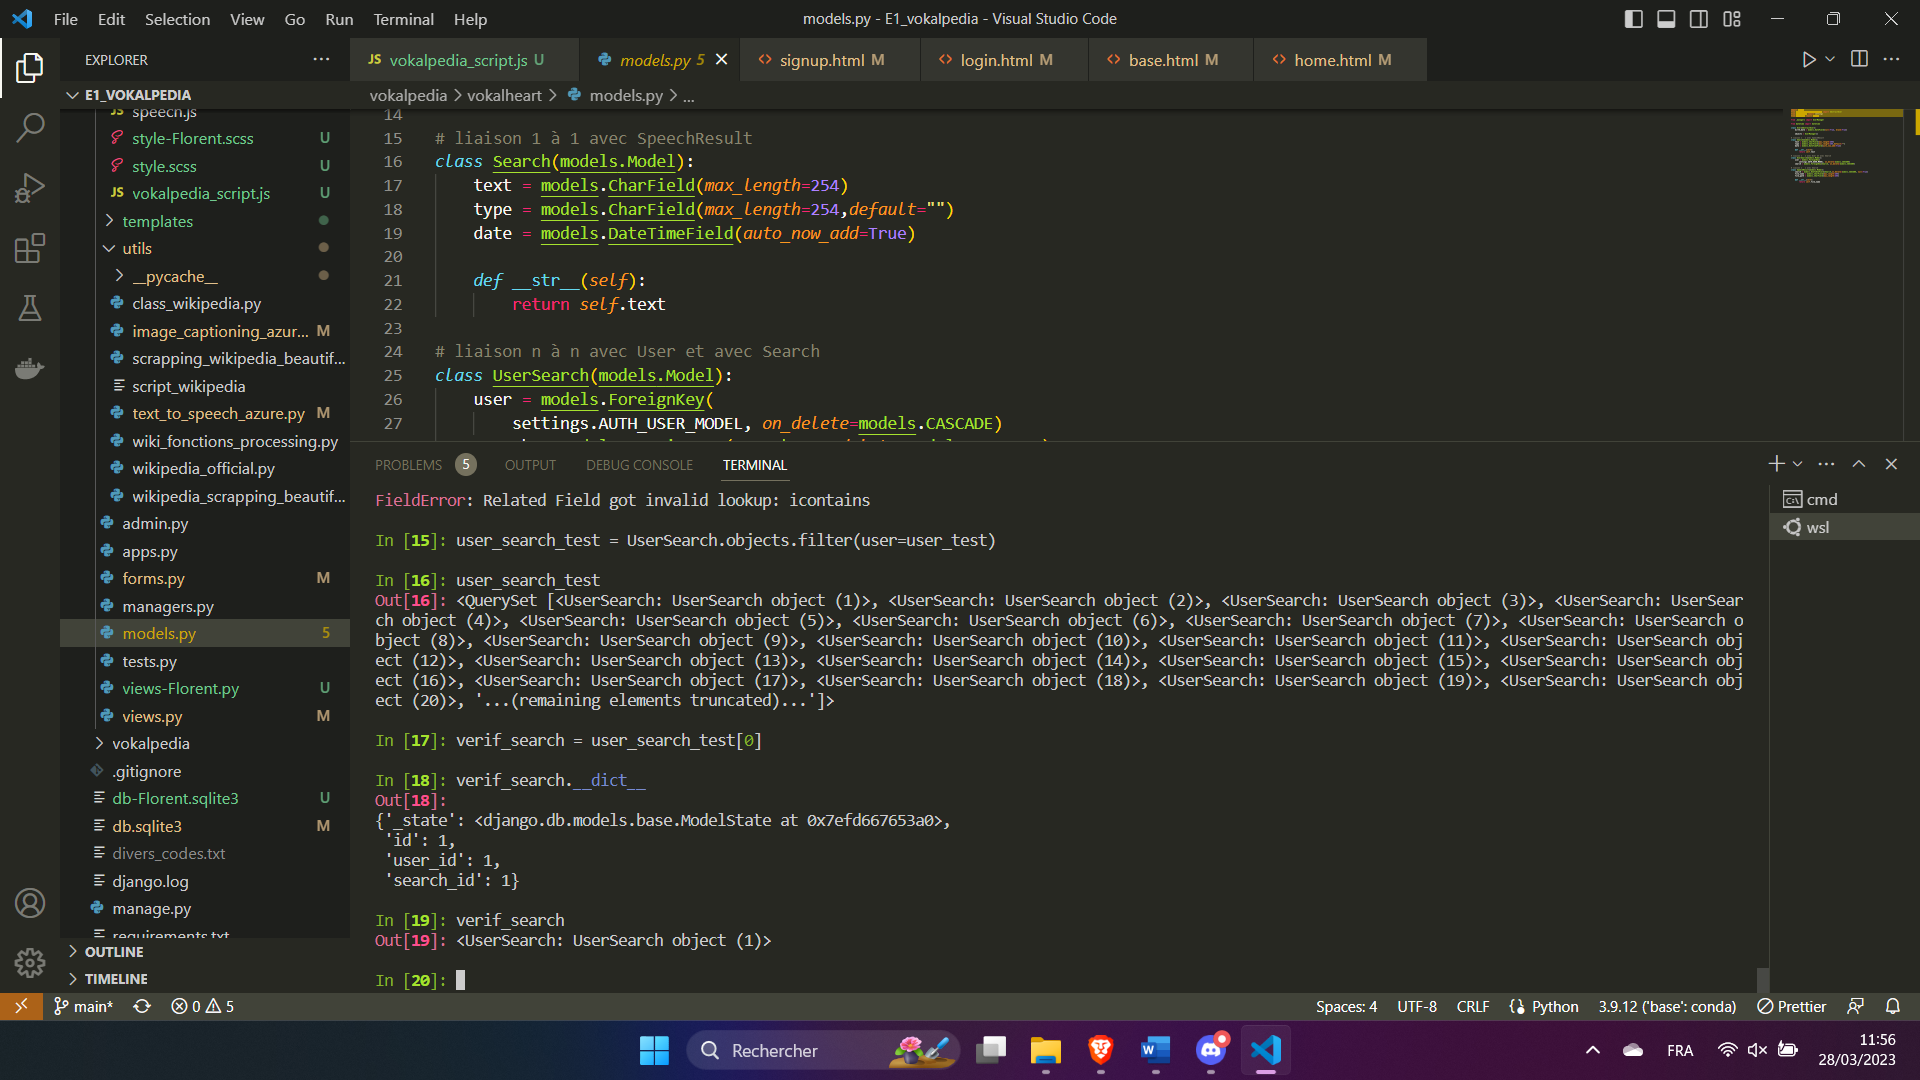 File Edit Selection View Go Run Terminal Help
models.py - E1_vokalpedia - Visual Studio Code
EXPLORER
E1_VOKALPEDIA
speech.js
style-Florent.scss U
style.scss U
vokalpedia_script.js U
templates
utils
__pycache__
class_wikipedia.py
image_captioning_azur... M
scrapping_wikipedia_beautif...
script_wikipedia
text_to_speech_azure.py M
wiki_fonctions_processing.py
wikipedia_official.py
wikipedia_scrapping_beautif...
admin.py
apps.py
forms.py M
managers.py
models.py 5
tests.py
views-Florent.py U
views.py M
vokalpedia
.gitignore
db-Florent.sqlite3 U
db.sqlite3 M
divers_codes.txt
django.log
manage.py
requirements.txt
OUTLINE
TIMELINE
JS vokalpedia_script.js U
models.py 5
signup.html M
login.html M
base.html M
home.html M
vokalpedia > vokalheart > models.py > ...
14
15 # liaison 1 à 1 avec SpeechResult
16 class Search(models.Model):
17 text = models.CharField(max_length=254)
18 type = models.CharField(max_length=254,default="")
19 date = models.DateTimeField(auto_now_add=True)
20
21 def __str__(self):
22 return self.text
23
24 # liaison n à n avec User et avec Search
25 class UserSearch(models.Model):
26 user = models.ForeignKey(
27 settings.AUTH_USER_MODEL, on_delete=models.CASCADE)
PROBLEMS 5 OUTPUT DEBUG CONSOLE TERMINAL
cmd
wsl
FieldError: Related Field got invalid lookup: icontains
In [15]: user_search_test = UserSearch.objects.filter(user=user_test)
In [16]: user_search_test
Out[16]: <QuerySet [<UserSearch: UserSearch object (1)>, <UserSearch: UserSearch object (2)>, <UserSearch: UserSearch object (3)>, <UserSearch: UserSear
ch object (4)>, <UserSearch: UserSearch object (5)>, <UserSearch: UserSearch object (6)>, <UserSearch: UserSearch object (7)>, <UserSearch: UserSearch o
bject (8)>, <UserSearch: UserSearch object (9)>, <UserSearch: UserSearch object (10)>, <UserSearch: UserSearch object (11)>, <UserSearch: UserSearch obj
ect (12)>, <UserSearch: UserSearch object (13)>, <UserSearch: UserSearch object (14)>, <UserSearch: UserSearch object (15)>, <UserSearch: UserSearch obj
ect (16)>, <UserSearch: UserSearch object (17)>, <UserSearch: UserSearch object (18)>, <UserSearch: UserSearch object (19)>, <UserSearch: UserSearch obj
ect (20)>, '...(remaining elements truncated)...']>
In [17]: verif_search = user_search_test[0]
In [18]: verif_search.__dict__
Out[18]:
{'_state': <django.db.models.base.ModelState at 0x7efd667653a0>,
'id': 1,
'user_id': 1,
'search_id': 1}
In [19]: verif_search
Out[19]: <UserSearch: UserSearch object (1)>
In [20]:
main* 0 5
Spaces: 4 UTF-8 CRLF Python 3.9.12 ('base': conda) Prettier
Rechercher
FRA
11:56
28/03/2023